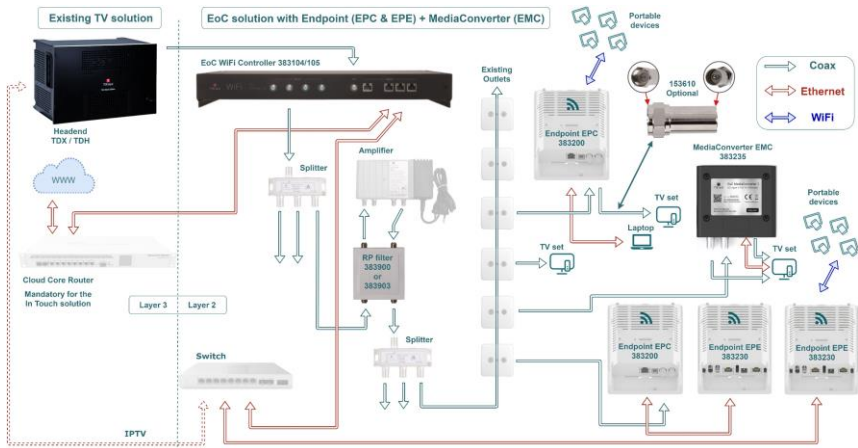 Existing TV solution
EoC solution with Endpoint (EPC & EPE) + MediaConverter (EMC)
Portable
devices
EoC WiFi Controller 383104/105
WiFi
Existing
Outlets
153610
Optional
Coax
Ethernet
WiFi
Headend
TDX / TDH
Splitter
Amplifier
Endpoint EPC
383200
MediaConverter EMC
383235
Portable
devices
WWW
TV set
Laptop
TV set
TV set
RP filter
383900
or
383903
Cloud Core Router
Mandatory for the
In Touch solution
Layer 3
Layer 2
Splitter
Switch
Endpoint EPC
383200
Endpoint EPE
383230
Endpoint EPE
383230
IPTV